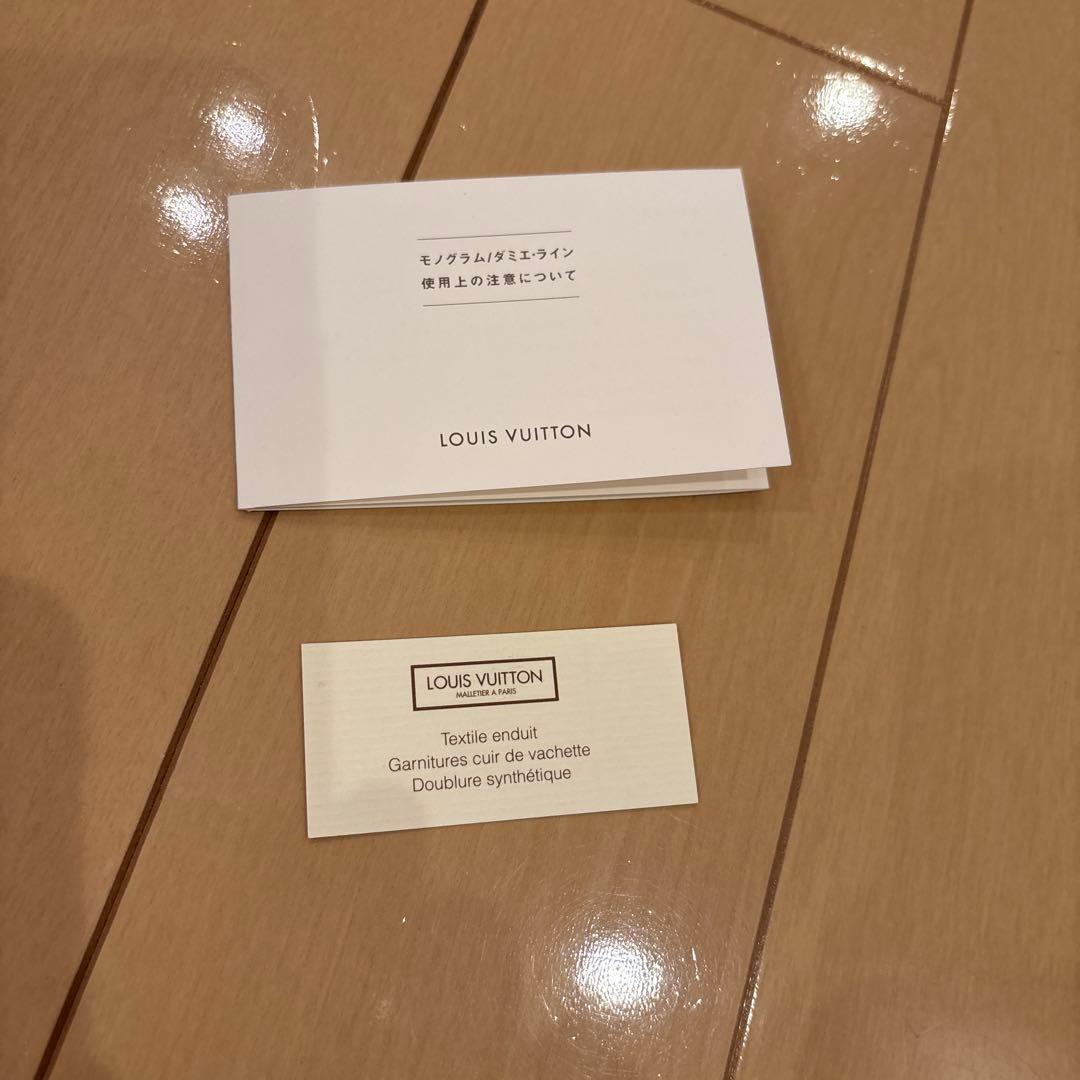 モノグラム/ダミエ・ライン
使用上の注意について
LOUIS VUITTON
LOUIS VUITTON
MALLETIER A PARIS
Textile enduit
Garnitures cuir de vachette
Doublure synthétique